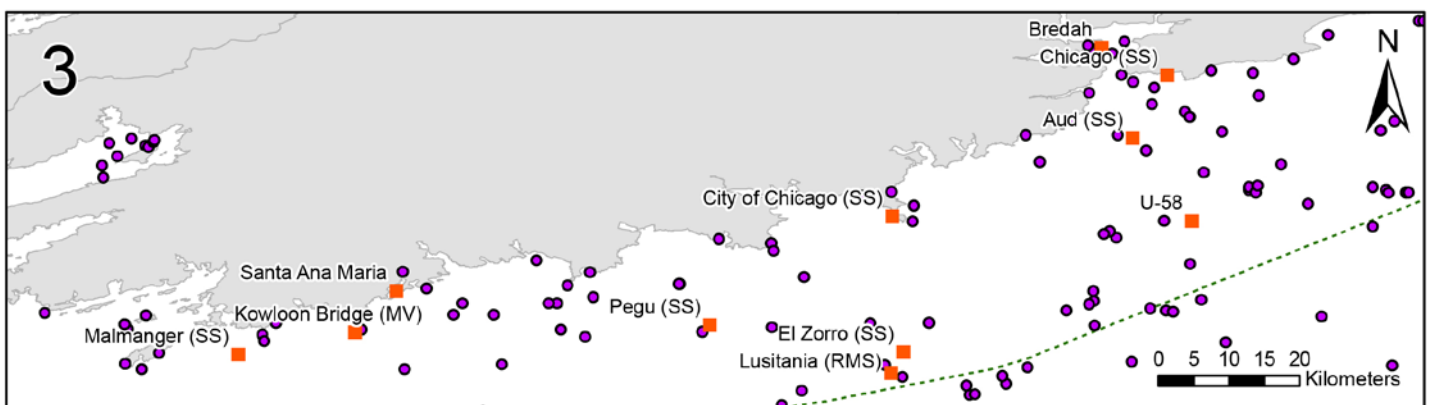 3
Bredah
Chicago (SS)
N
Aud (SS)
City of Chicago (SS)
U-58
Santa Ana Maria
Kowloon Bridge (MV)
Pegu (SS)
Malmanger (SS)
El Zorro (SS)
Lusitania (RMS)
0 5 10 15 20
Kilometers